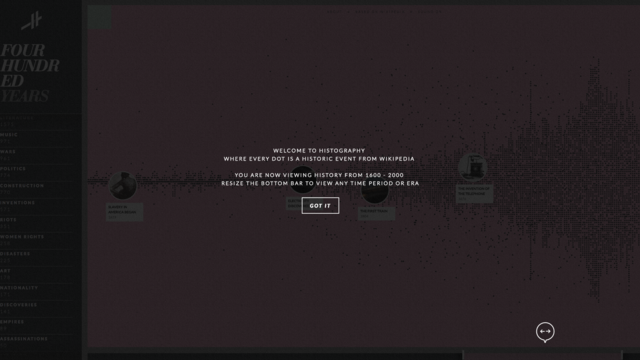 FOUR
HUNDR
ED
YEARS
MUSIC
WARS
POLITICS
CONSTRUCTION
INVENTIONS
RIOTS
WOMEN RIGHTS
DISASTERS
ART
NATIONALITY
DISCOVERIES
EMPIRES
ASSASSINATIONS
WELCOME TO HISTOGRAPHY
WHERE EVERY DOT IS A HISTORIC EVENT FROM WIKIPEDIA
YOU ARE NOW VIEWING HISTORY FROM 1600 - 2000
RESIZE THE BOTTOM BAR TO VIEW ANY TIME PERIOD OR ERA
GOT IT